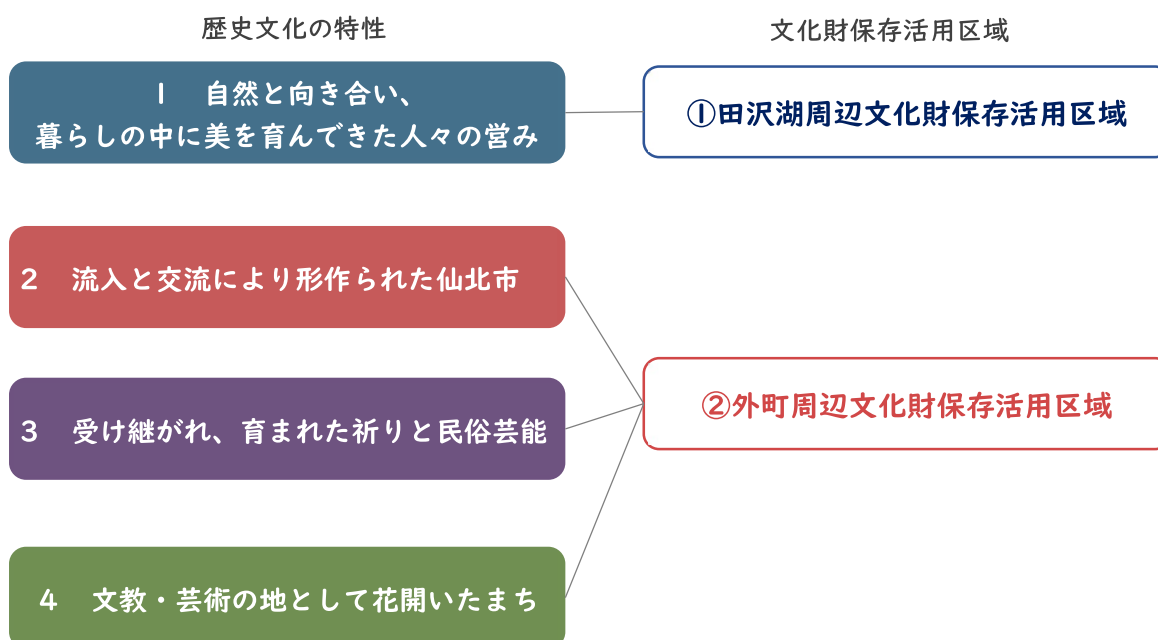 歴史文化の特性
文化財保存活用区域
1 自然と向き合い、
暮らしの中に美を育んできた人々の営み
①田沢湖周辺文化財保存活用区域
2 流入と交流により形作られた仙北市
②外町周辺文化財保存活用区域
3 受け継がれ、育まれた祈りと民俗芸能
4 文教・芸術の地として花開いたまち